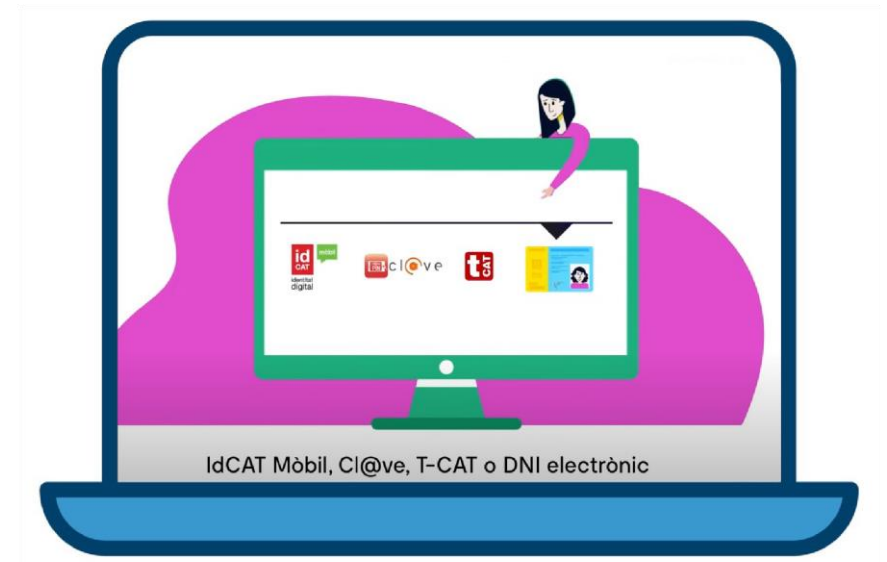 id
CAT
mòbil
identitat
digital
cl@ve
t
CAT
IdCAT Mòbil, Cl@ve, T-CAT o DNI electrònic